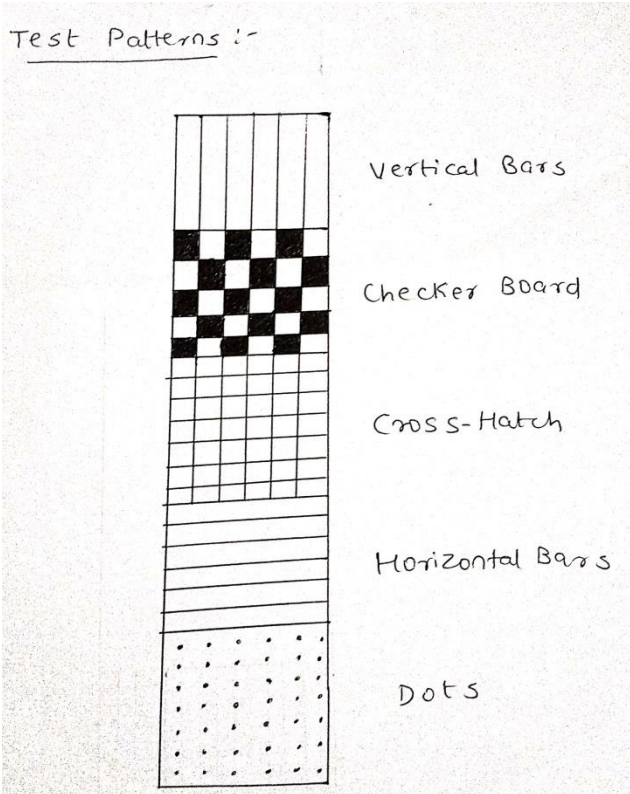 Test Patterns :-
Vertical Bars
Checker Board
Cross-Hatch
Horizontal Bars
Dots